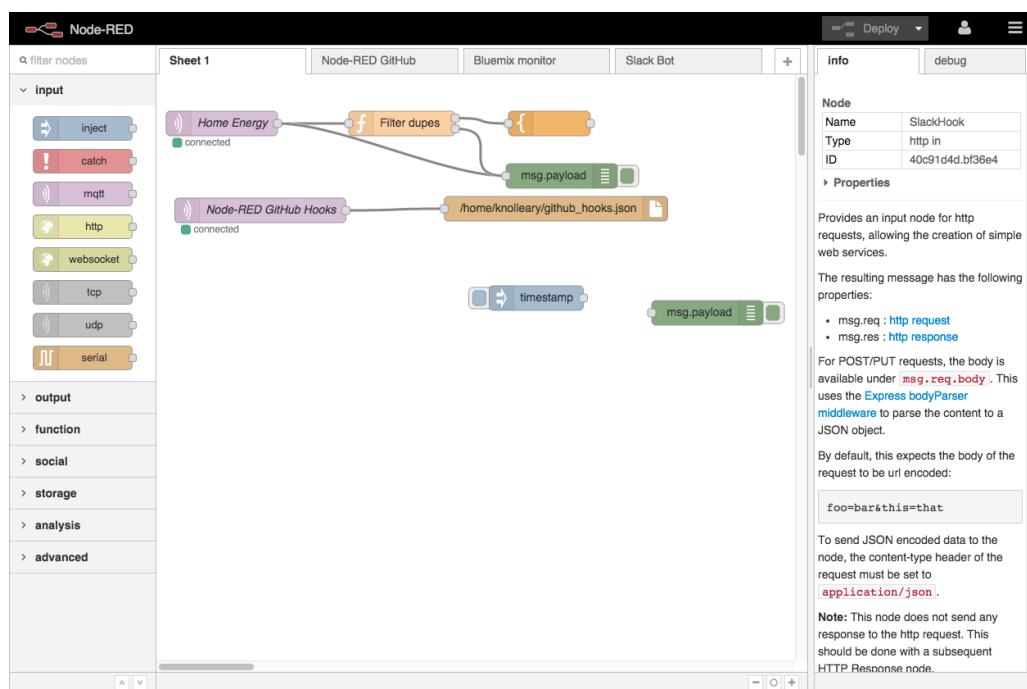 Node-RED
Deploy
filter nodes
input
inject
catch
mqtt
http
websocket
tcp
udp
serial
output
function
social
storage
analysis
advanced
Sheet 1
Node-RED GitHub
Bluemix monitor
Slack Bot
+
Home Energy
connected
Filter dupes
{
msg.payload
Node-RED GitHub Hooks
connected
/home/knolleary/github_hooks.json
timestamp
msg.payload
info
debug
Node
Name SlackHook
Type http in
ID 40c91d4d.bf36e4
Properties
Provides an input node for http
requests, allowing the creation of simple
web services.
The resulting message has the following
properties:
• msg.req : http request
• msg.res : http response
For POST/PUT requests, the body is
available under msg.req.body. This
uses the Express bodyParser
middleware to parse the content to a
JSON object.
By default, this expects the body of the
request to be url encoded:
foo=bar&this=that
To send JSON encoded data to the
node, the content-type header of the
request must be set to
application/json.
Note: This node does not send any
response to the http request. This
should be done with a subsequent
HTTP Response node.